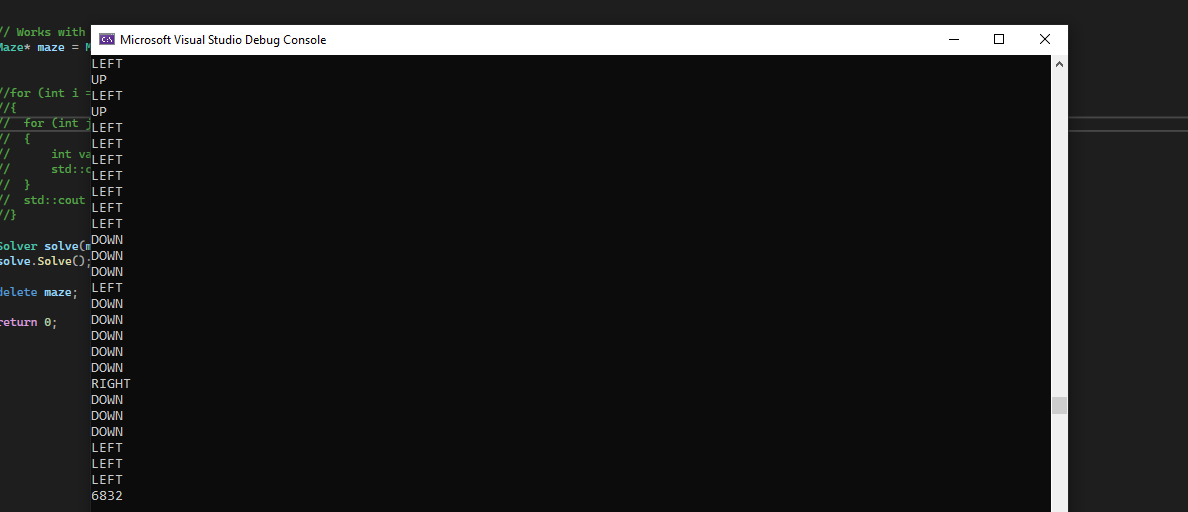 // Works with
Maze* maze =
//for (int i =
//{
// for (int
// {
// int va
// std::c
// }
// std::cout
//}
Solver solve(m
solve.Solve();
delete maze;
return 0;
Microsoft Visual Studio Debug Console
LEFT
UP
LEFT
UP
LEFT
LEFT
LEFT
LEFT
LEFT
LEFT
LEFT
DOWN
DOWN
DOWN
LEFT
DOWN
DOWN
DOWN
DOWN
DOWN
RIGHT
DOWN
DOWN
DOWN
LEFT
LEFT
LEFT
6832